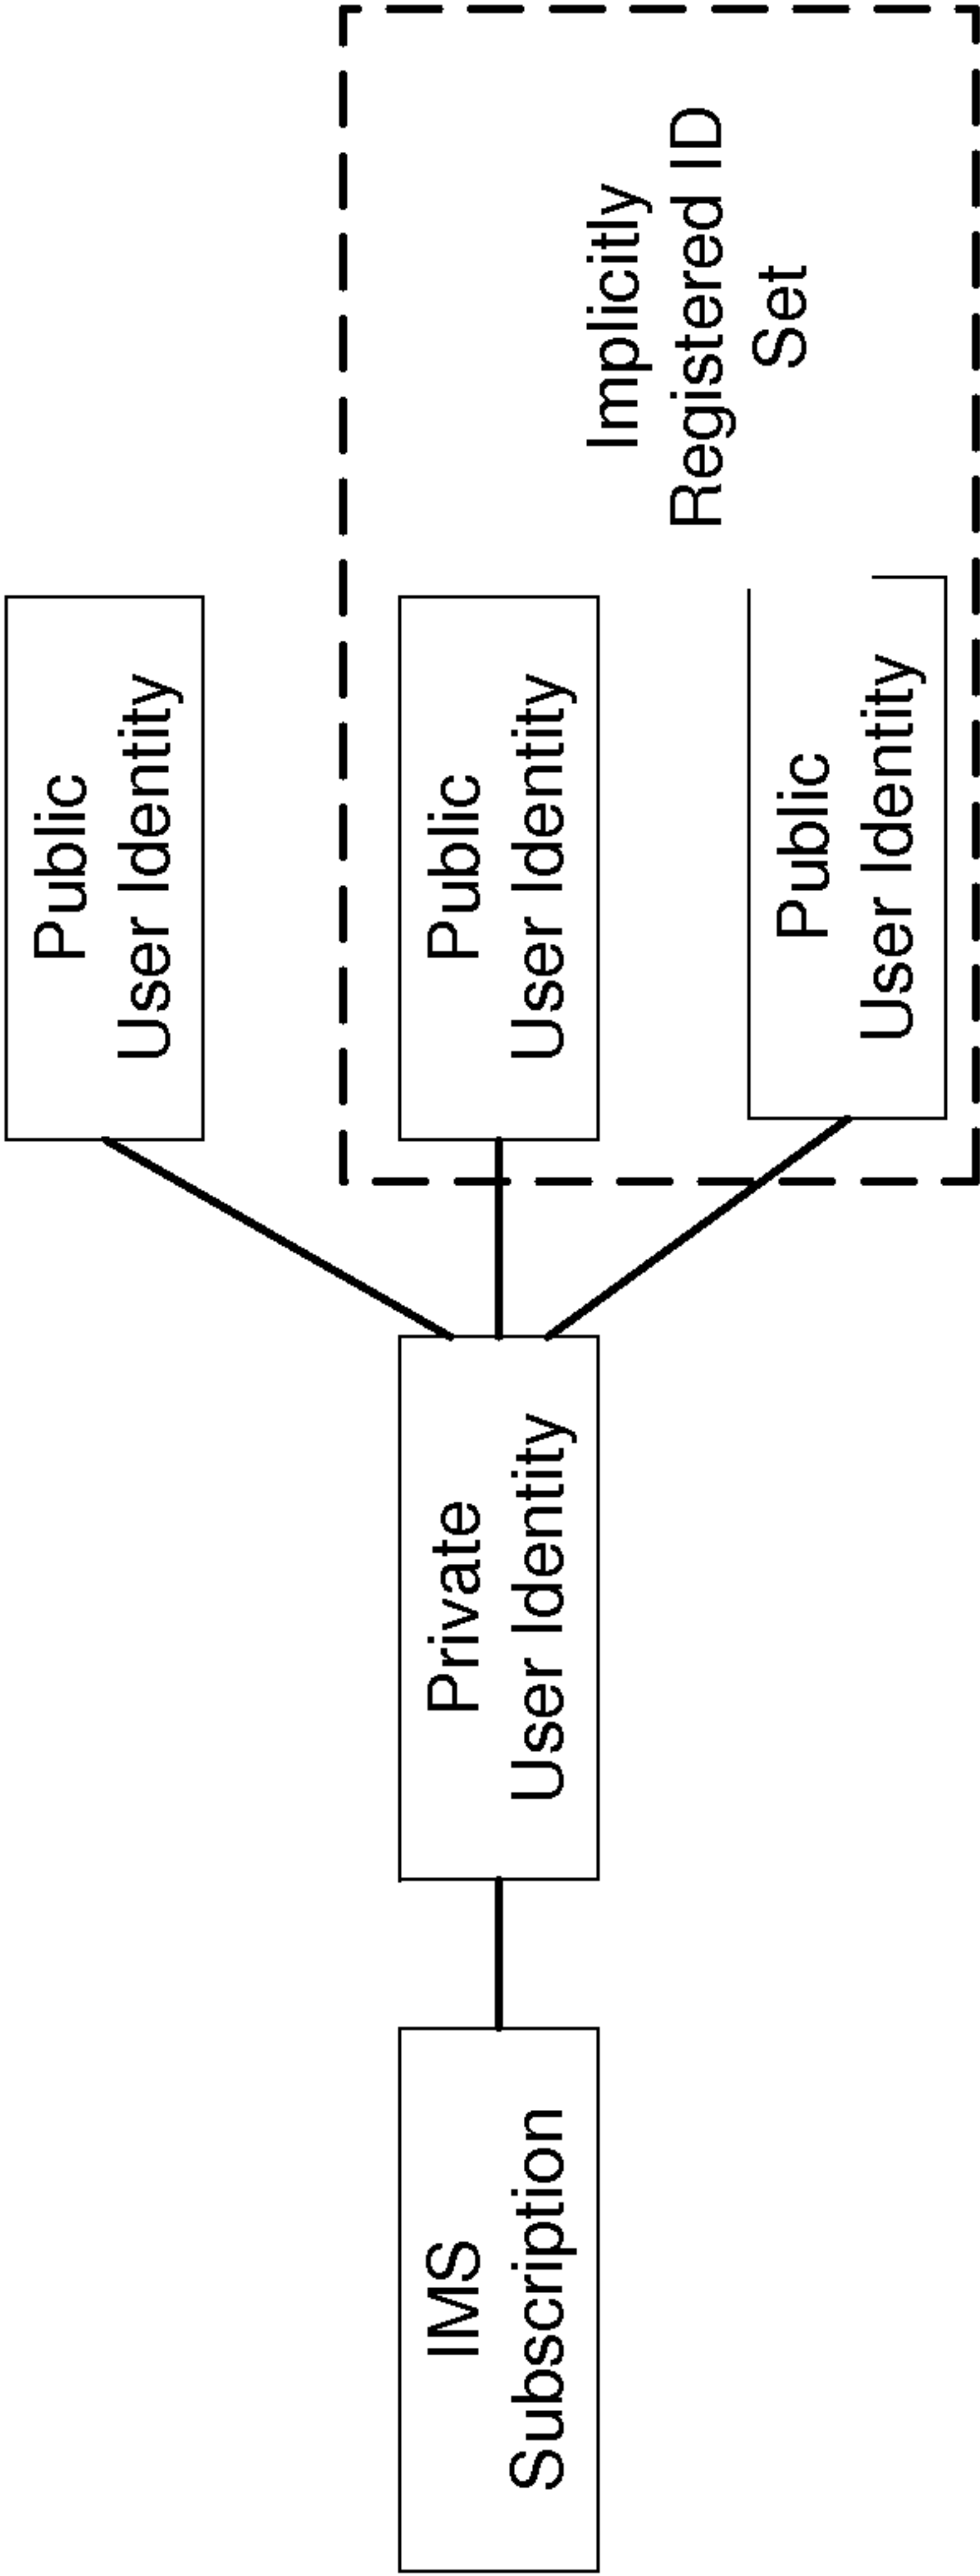 Public
User Identity
IMS
Subscription
Private
User Identity
Public
User Identity
Public
User Identity
Implicitly
Registered ID
Set